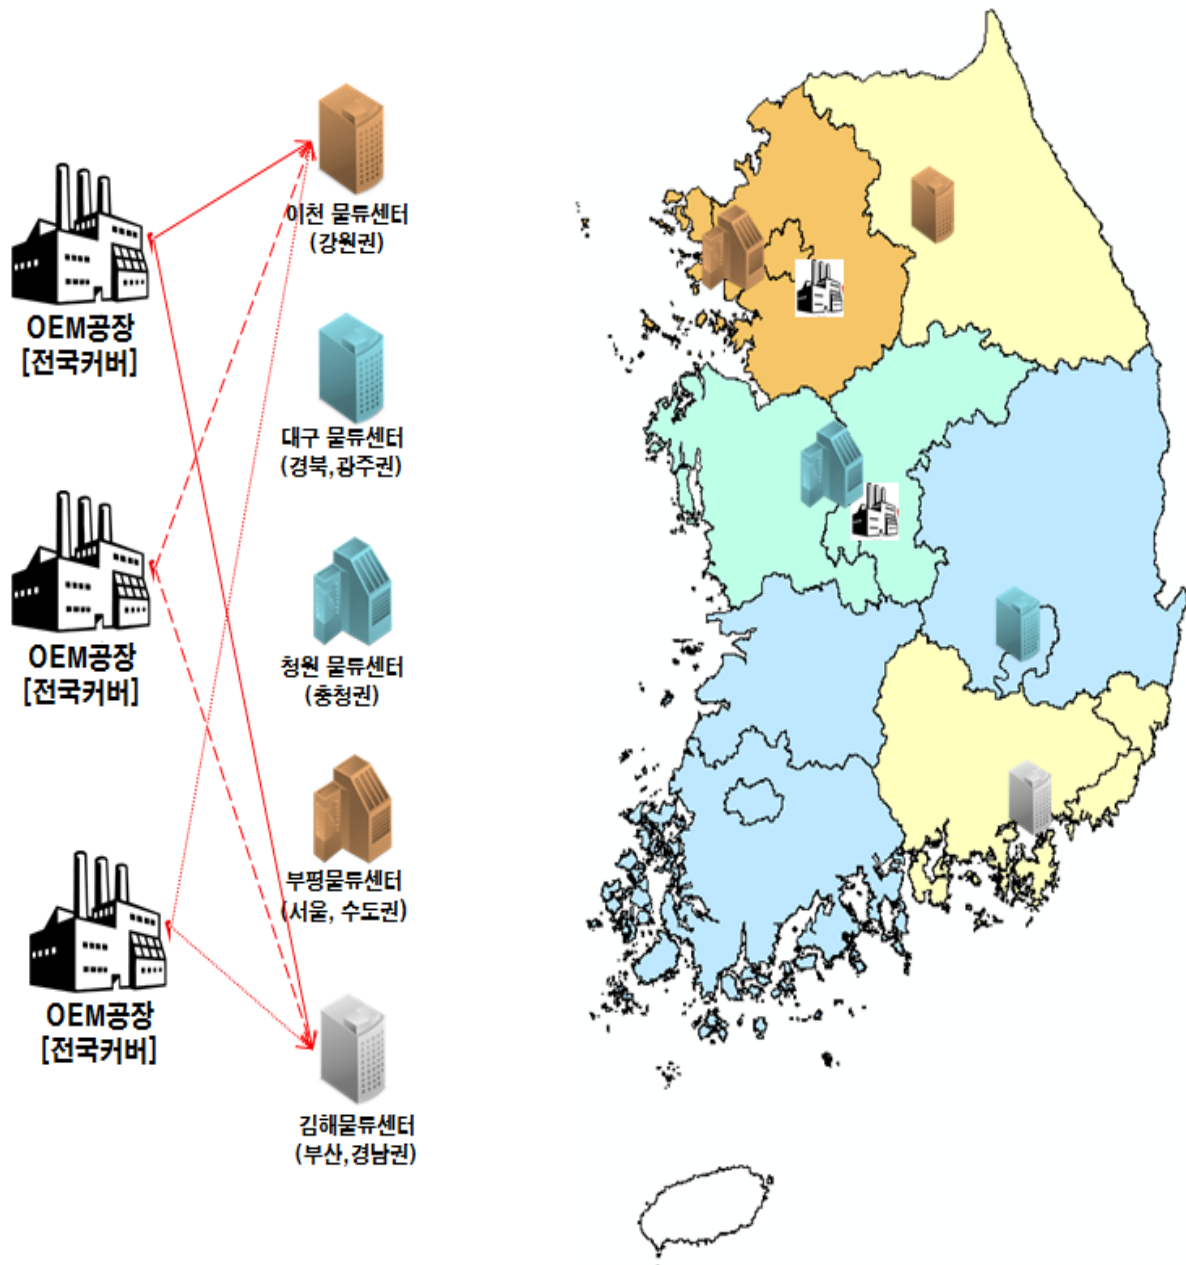 OEM공장
[전국커버]
OEM공장
[전국커버]
OEM공장
[전국커버]
이천 물류센터
(강원권)
대구 물류센터
(경북,광주권)
청원 물류센터
(충청권)
부평물류센터
(서울, 수도권)
김해물류센터
(부산,경남권)